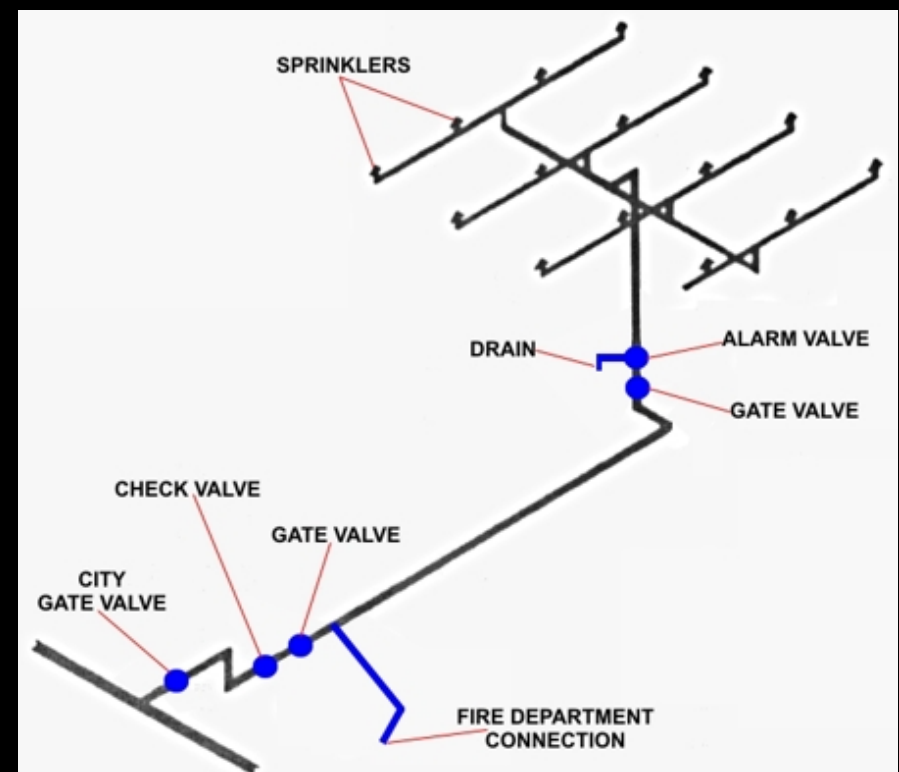 SPRINKLERS
DRAIN
ALARM VALVE
GATE VALVE
CHECK VALVE
GATE VALVE
CITY
GATE VALVE
FIRE DEPARTMENT
CONNECTION